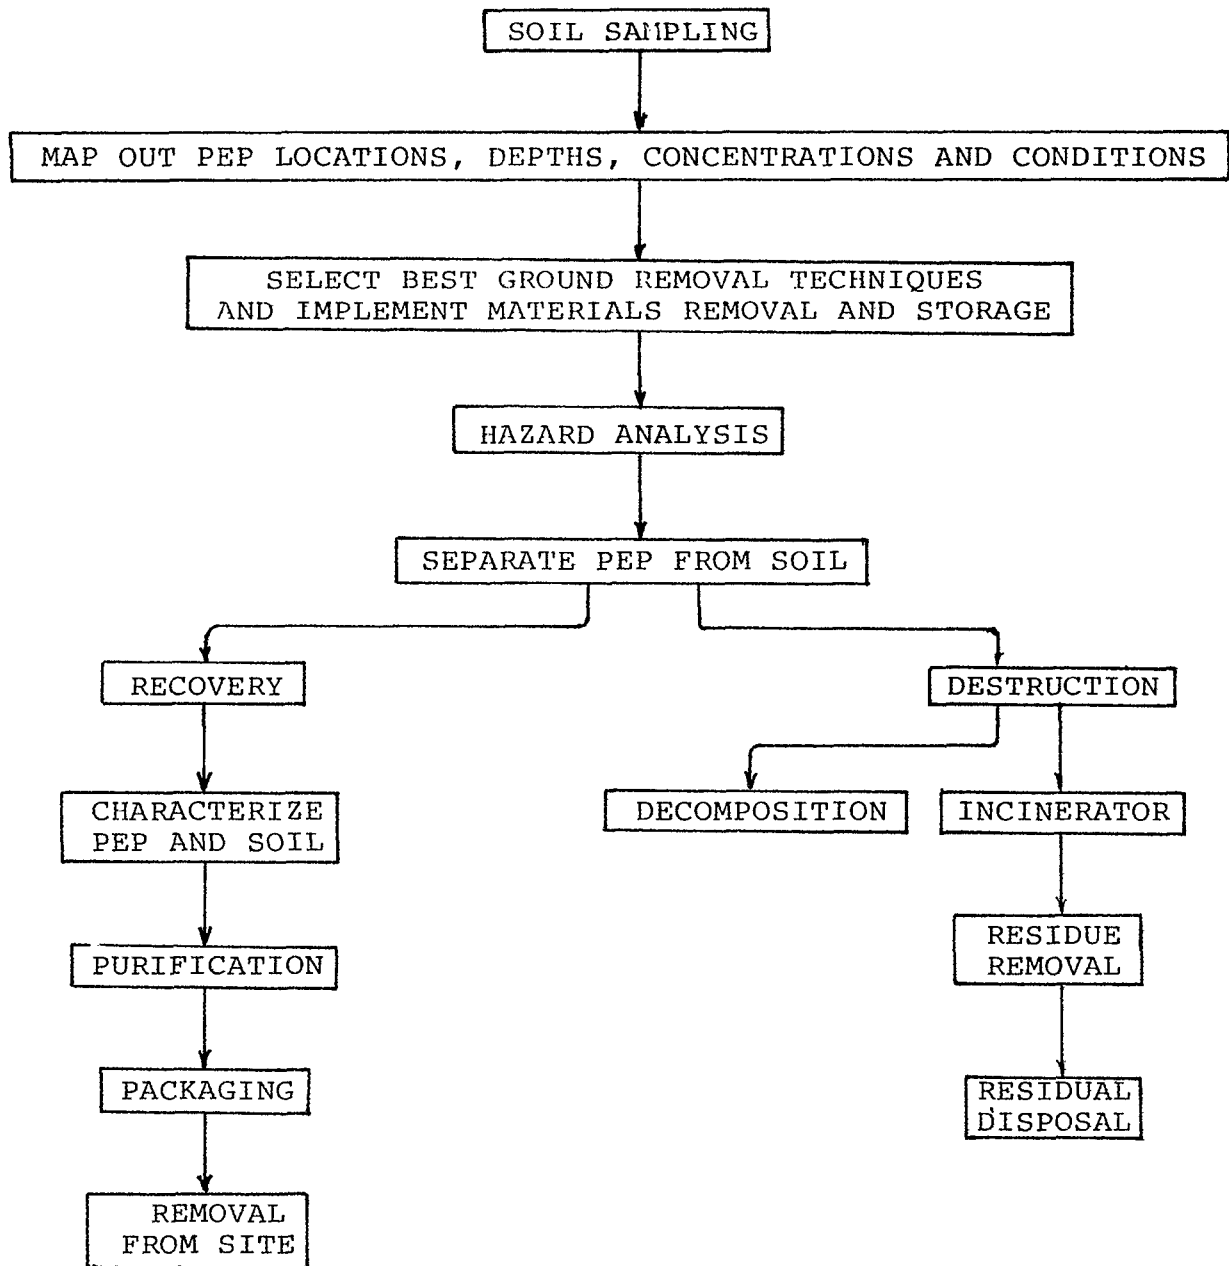 SOIL SAMPLING
MAP OUT PEP LOCATIONS, DEPTHS, CONCENTRATIONS AND CONDITIONS
SELECT BEST GROUND REMOVAL TECHNIQUES
AND IMPLEMENT MATERIALS REMOVAL AND STORAGE
HAZARD ANALYSIS
SEPARATE PEP FROM SOIL
RECOVERY
DESTRUCTION
CHARACTERIZE
PEP AND SOIL
DECOMPOSITION
INCINERATOR
PURIFICATION
RESIDUE
REMOVAL
PACKAGING
RESIDUAL
DISPOSAL
REMOVAL
FROM SITE